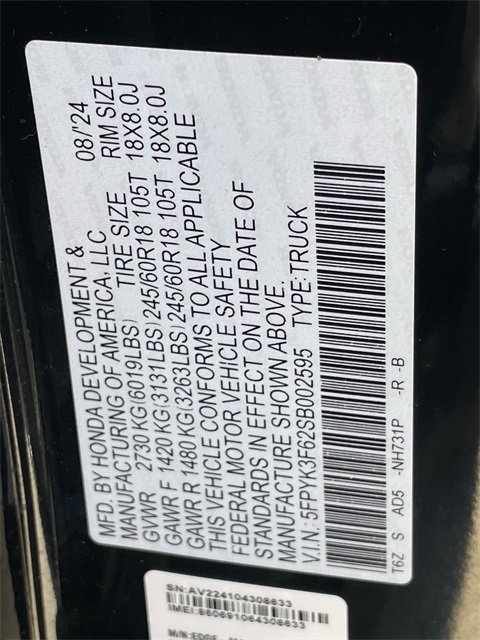 MFD. BY HONDA DEVELOPMENT & 08/'24
MANUFACTURING OF AMERICA, LLC TIRE SIZE RIM SIZE
GVWR 2730 KG(6019LBS)
GAWR F 1420 KG(3131LBS) 245/60R18 105T 18X8.0J
GAWR R 1480 KG(3263LBS) 245/60R18 105T 18X8.0J
THIS VEHICLE CONFORMS TO ALL APPLICABLE
FEDERAL MOTOR VEHICLE SAFETY
STANDARDS IN EFFECT ON THE DATE OF
MANUFACTURE SHOWN ABOVE.
V.I.N.: 5FPYK3F62SB002595 TYPE:TRUCK
T6Z S AD5 -NH731P -R -B
SN:AV224104308633
IMEI:860691064308633
M/N:EDGE